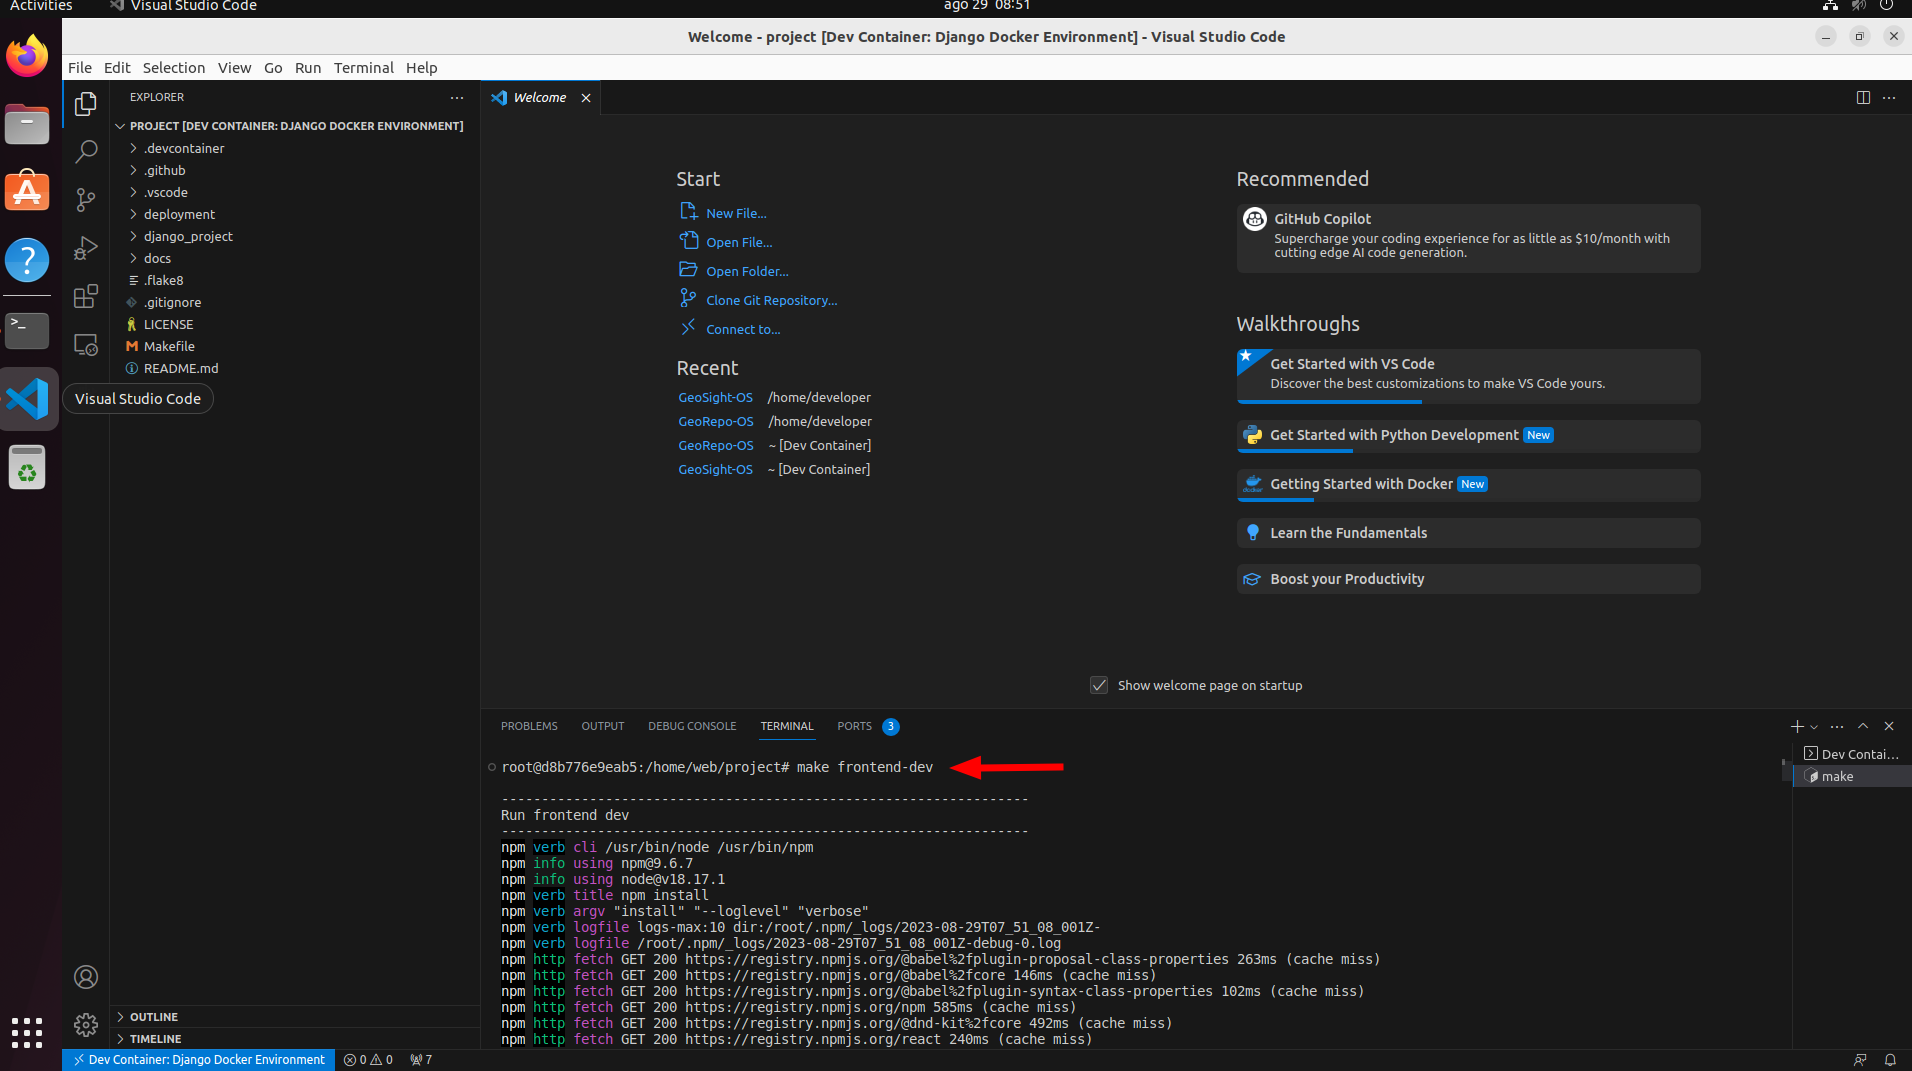 Activities
Visual Studio Code
ago 29 08:51
Welcome - project [Dev Container: Django Docker Environment] - Visual Studio Code
File Edit Selection View Go Run Terminal Help
EXPLORER
PROJECT [DEV CONTAINER: DJANGO DOCKER ENVIRONMENT]
.devcontainer
.github
.vscode
deployment
django_project
docs
.flake8
.gitignore
LICENSE
Makefile
README.md
Visual Studio Code
OUTLINE
TIMELINE
Welcome
Start
New File...
Open File...
Open Folder...
Clone Git Repository...
Connect to...
Recent
GeoSight-OS /home/developer
GeoRepo-OS /home/developer
GeoRepo-OS ~ [Dev Container]
GeoSight-OS ~ [Dev Container]
Recommended
GitHub Copilot
Supercharge your coding experience for as little as $10/month with
cutting edge AI code generation.
Walkthroughs
Get Started with VS Code
Discover the best customizations to make VS Code yours.
Get Started with Python Development New
Getting Started with Docker New
Learn the Fundamentals
Boost your Productivity
Show welcome page on startup
PROBLEMS OUTPUT DEBUG CONSOLE TERMINAL PORTS 3
Dev Contai...
make
root@d8b776e9eab5:/home/web/project# make frontend-dev
------------------------------------------------------------------
Run frontend dev
------------------------------------------------------------------
npm verb cli /usr/bin/node /usr/bin/npm
npm info using npm@9.6.7
npm info using node@v18.17.1
npm verb title npm install
npm verb argv "install" "--loglevel" "verbose"
npm verb logfile logs-max:10 dir:/root/.npm/_logs/2023-08-29T07_51_08_001Z-
npm verb logfile /root/.npm/_logs/2023-08-29T07_51_08_001Z-debug-0.log
npm http fetch GET 200 https://registry.npmjs.org/@babel%2fplugin-proposal-class-properties 263ms (cache miss)
npm http fetch GET 200 https://registry.npmjs.org/@babel%2fcore 146ms (cache miss)
npm http fetch GET 200 https://registry.npmjs.org/@babel%2fplugin-syntax-class-properties 102ms (cache miss)
npm http fetch GET 200 https://registry.npmjs.org/npm 585ms (cache miss)
npm http fetch GET 200 https://registry.npmjs.org/@dnd-kit%2fcore 492ms (cache miss)
npm http fetch GET 200 https://registry.npmjs.org/react 240ms (cache miss)
Dev Container: Django Docker Environment 0 0 7